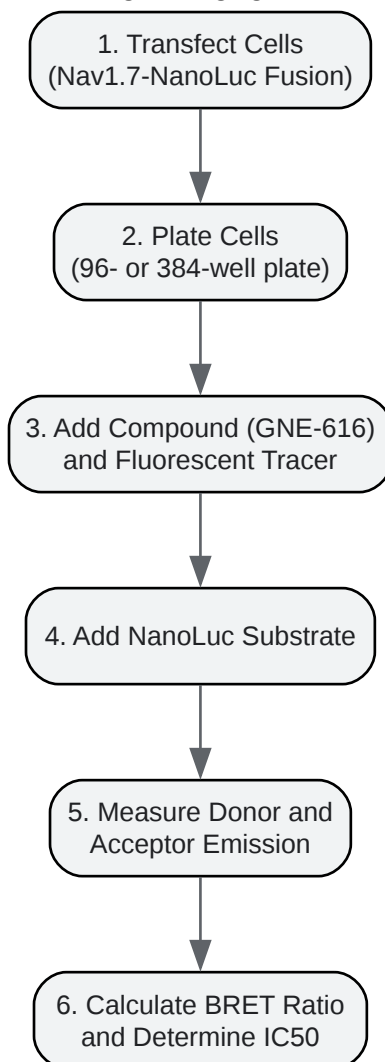 1. Transfect Cells
(Nav1.7-NanoLuc Fusion)
2. Plate Cells
(96- or 384-well plate)
3. Add Compound (GNE-616)
and Fluorescent Tracer
4. Add NanoLuc Substrate
5. Measure Donor and
Acceptor Emission
6. Calculate BRET Ratio
and Determine IC50